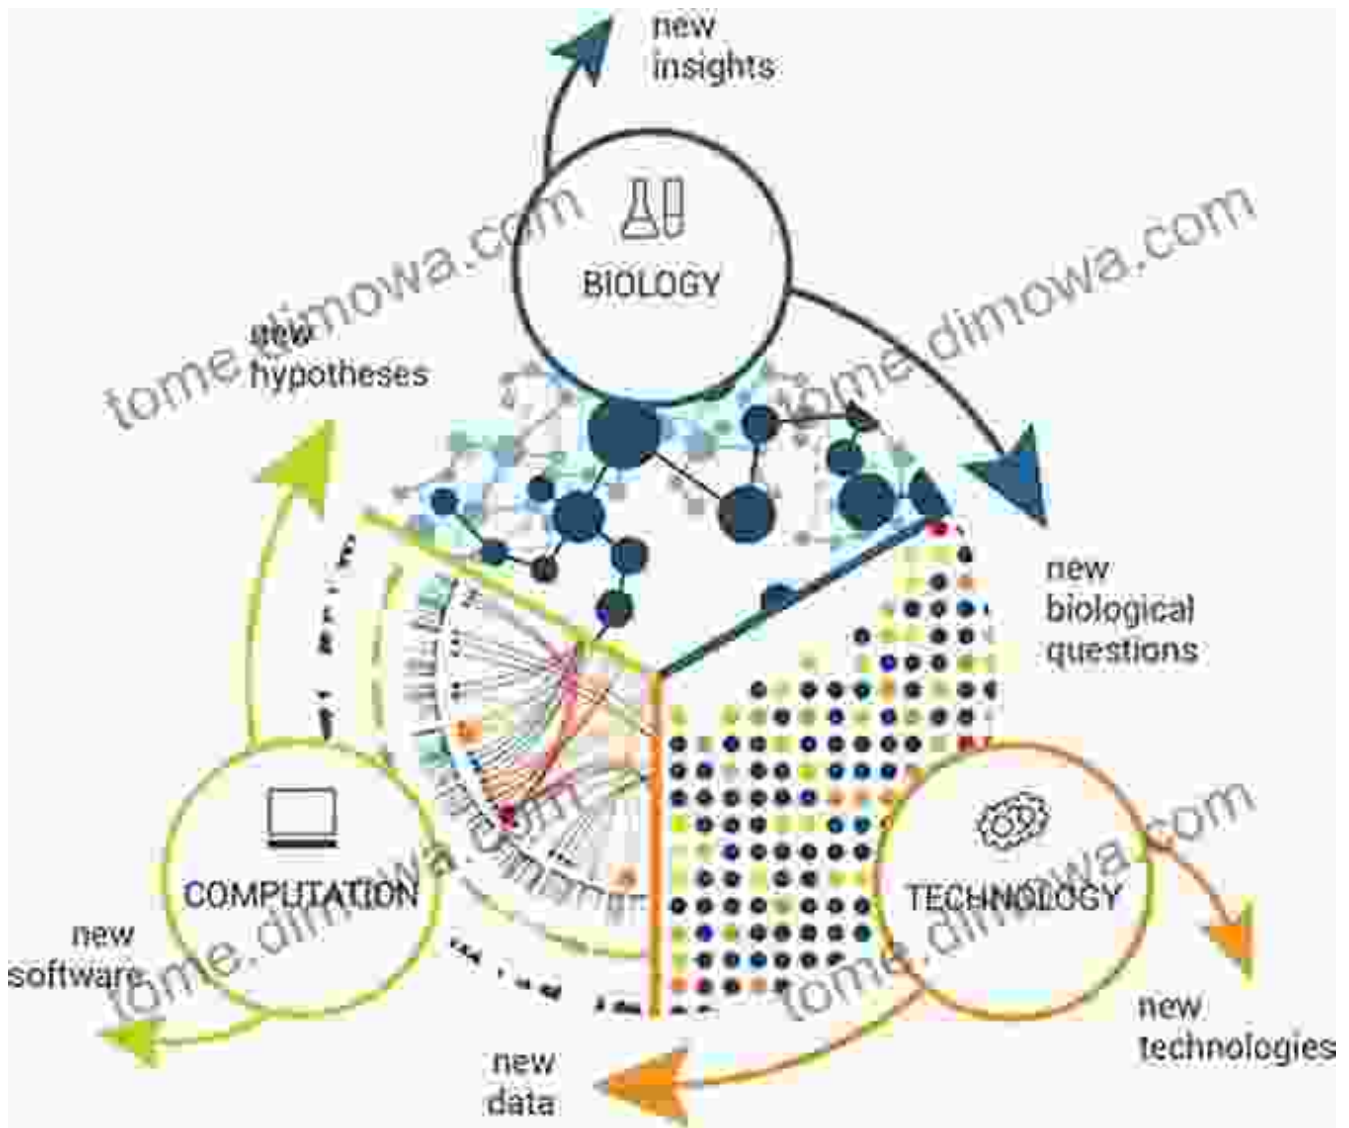 new
insights
BIOLOGY
tome.dimowa.com
tome.dimowa.com
new
hypotheses
new
biological
questions
COMPUTATION
TECHNOLOGY
tome.dimowa.com
tome.dimowa.com
new
software
new
technologies
new
data